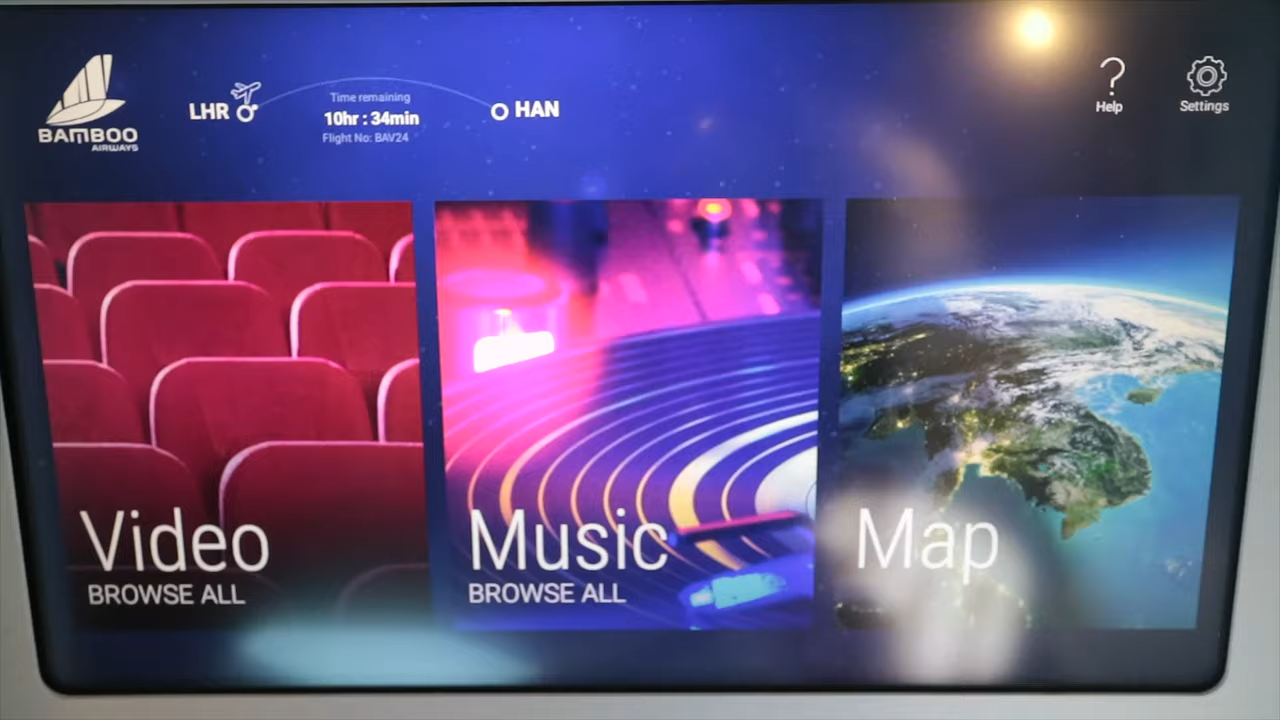 BAMBOO
AIRWAYS
LHR
Time remaining
10hr : 34min
Flight No: BAV24
HAN
?
Help
Settings
Video
BROWSE ALL
Music
BROWSE ALL
Map